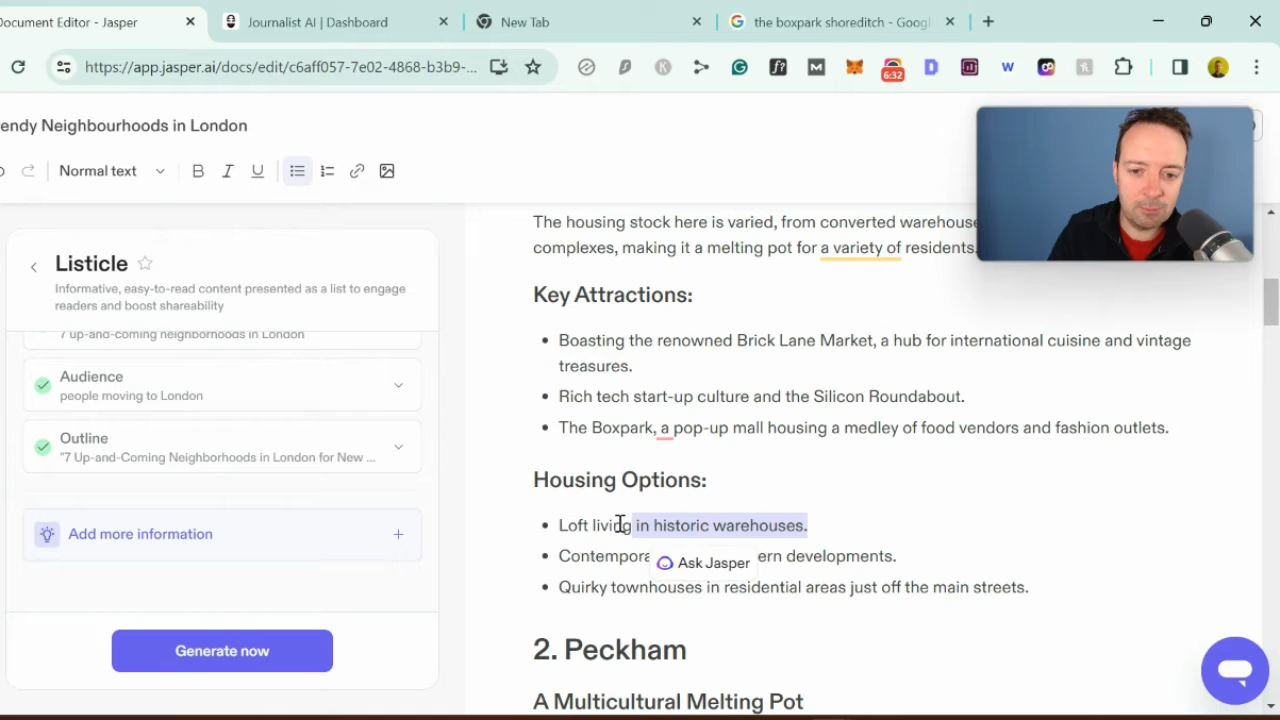 Document Editor - Jasper
Journalist AI | Dashboard
New Tab
the boxpark shoreditch - Googl
https://app.jasper.ai/docs/edit/c6aff057-7e02-4868-b3b9-...
6:32
endy Neighbourhoods in London
Normal text
B I U
Listicle
Informative, easy-to-read content presented as a list to engage
readers and boost shareability
7 up-and-coming neighborhoods in London
Audience
people moving to London
Outline
"7 Up-and-Coming Neighborhoods in London for New ...
Add more information
Generate now
The housing stock here is varied, from converted warehouse
complexes, making it a melting pot for a variety of residents.
Key Attractions:
Boasting the renowned Brick Lane Market, a hub for international cuisine and vintage
treasures.
Rich tech start-up culture and the Silicon Roundabout.
The Boxpark, a pop-up mall housing a medley of food vendors and fashion outlets.
Housing Options:
Loft living in historic warehouses.
Contempora
Ask Jasper
ern developments.
Quirky townhouses in residential areas just off the main streets.
2. Peckham
A Multicultural Melting Pot